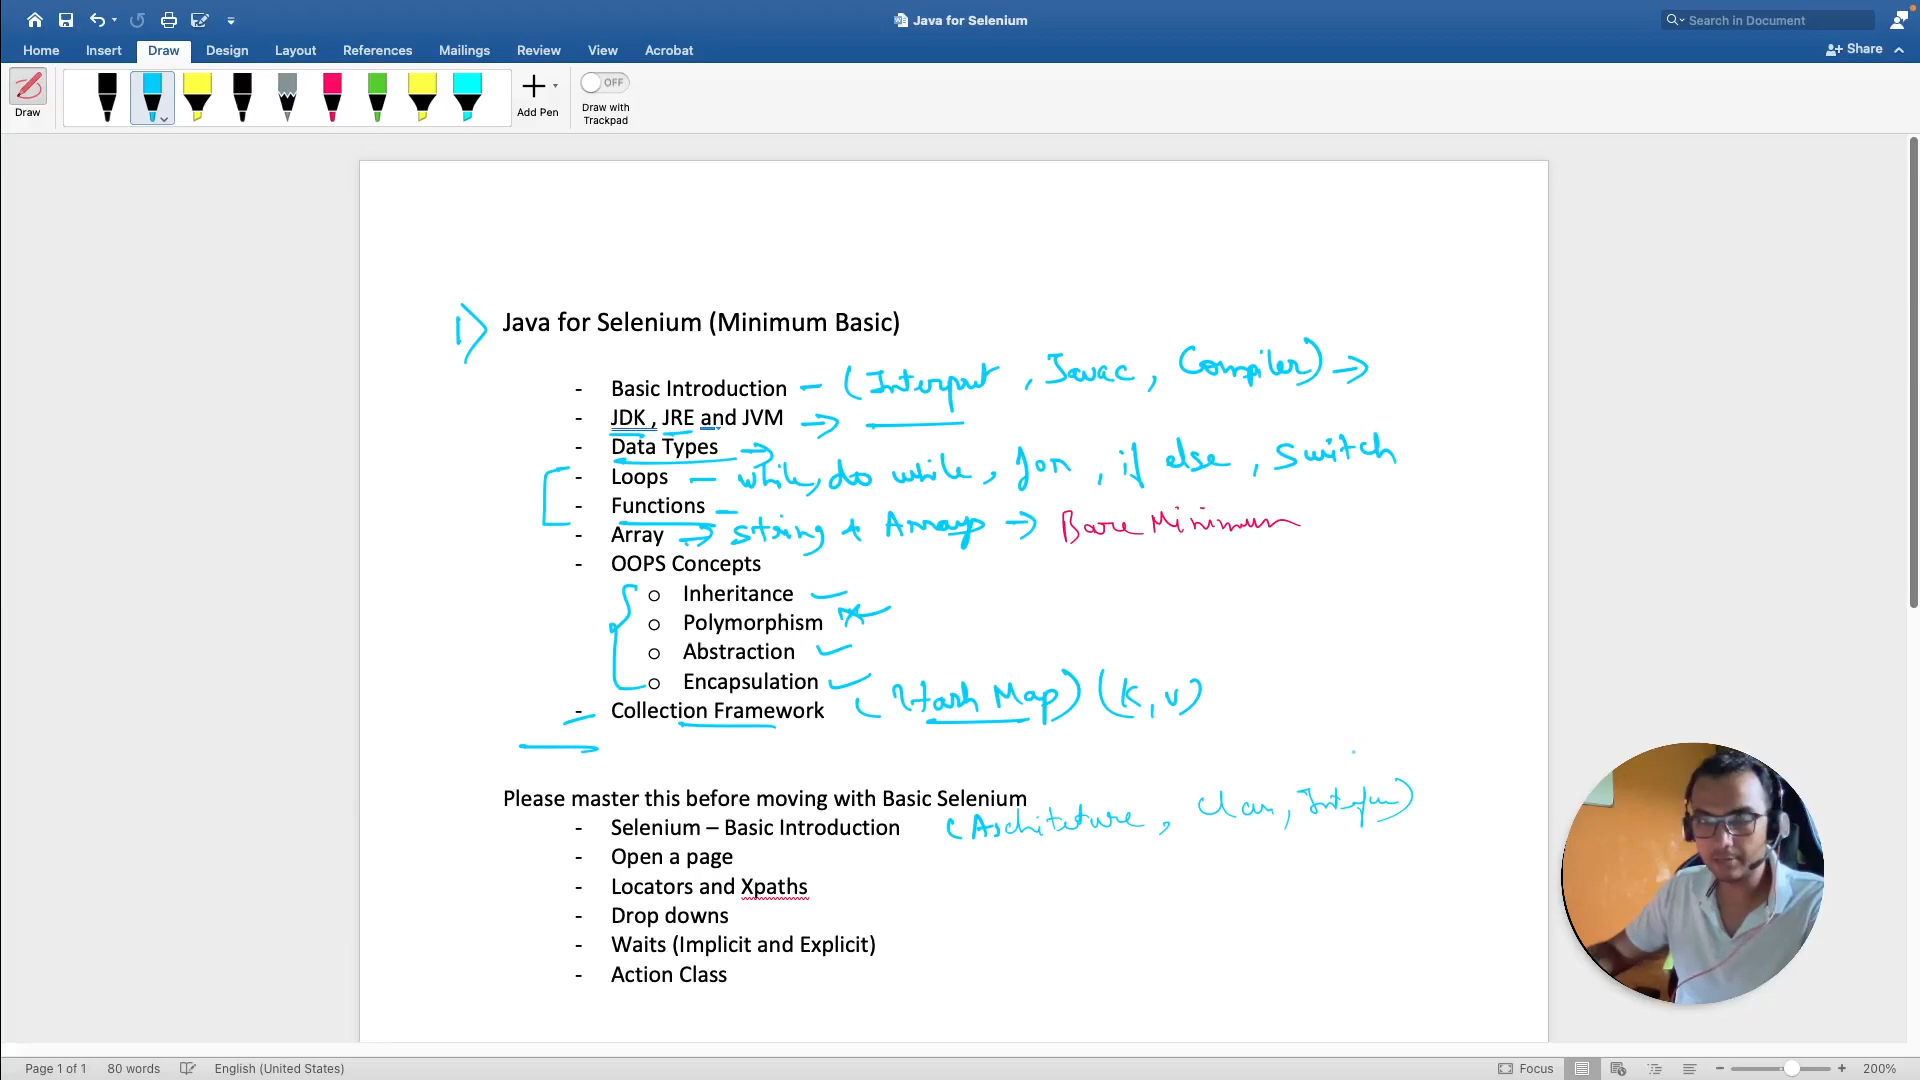 Java for Selenium
Search in Document
Home Insert Draw Design Layout References Mailings Review View Acrobat
Share
Draw
Add Pen
OFF
Draw with
Trackpad
1) Java for Selenium (Minimum Basic)
- Basic Introduction - (Interput, Javac, Compiler) →
- JDK , JRE and JVM →
- Data Types →
- Loops - while, do while, for, if else, switch
- Functions -
- Array → string & Arrays → Bare Minimum
- OOPS Concepts
o Inheritance
o Polymorphism
o Abstraction
o Encapsulation
- Collection Framework (Hash Map) (K, V)
Please master this before moving with Basic Selenium
- Selenium – Basic Introduction (Architeture,
- Open a page
- Locators and Xpaths
- Drop downs
- Waits (Implicit and Explicit)
- Action Class
Page 1 of 1 80 words English (United States) Focus 200%